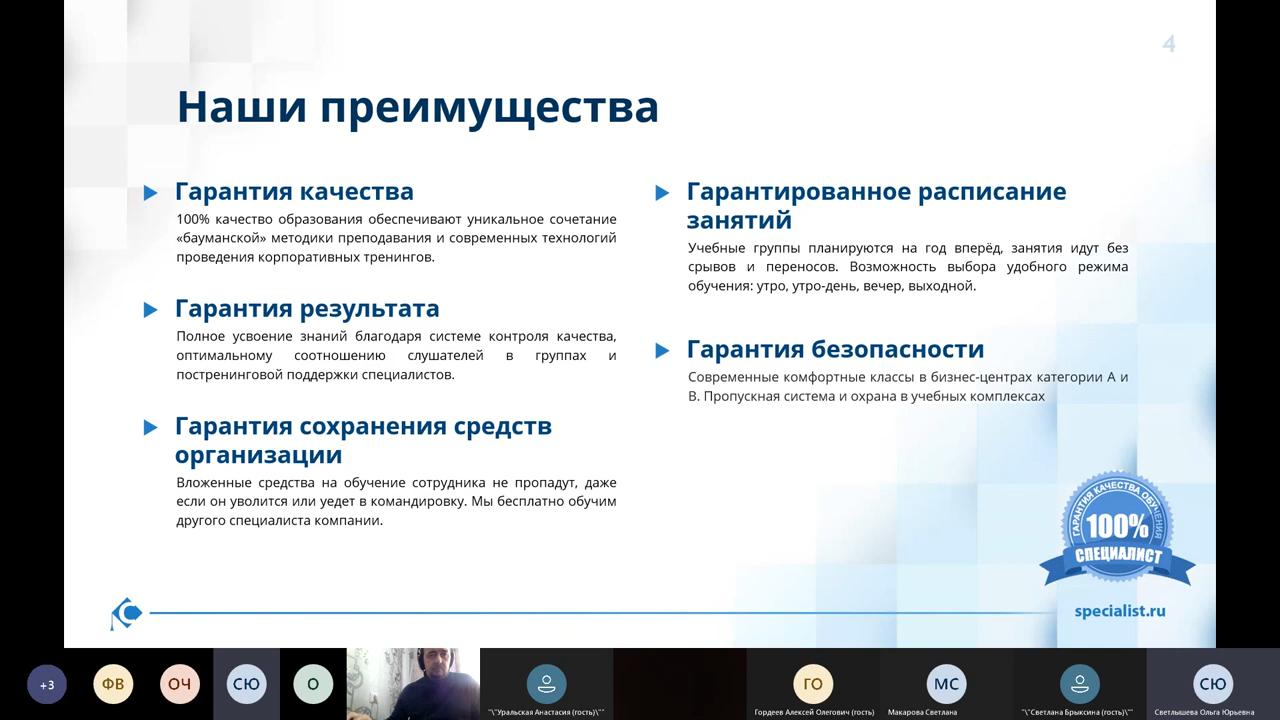 4
Наши преимущества
Гарантия качества
100% качество образования обеспечивают уникальное сочетание
«бауманской» методики преподавания и современных технологий
проведения корпоративных тренингов.
Гарантия результата
Полное усвоение знаний благодаря системе контроля качества,
оптимальному соотношению слушателей в группах и
постренинговой поддержки специалистов.
Гарантия сохранения средств
организации
Вложенные средства на обучение сотрудника не пропадут, даже
если он уволится или уедет в командировку. Мы бесплатно обучим
другого специалиста компании.
Гарантированное расписание
занятий
Учебные группы планируются на год вперёд, занятия идут без
срывов и переносов. Возможность выбора удобного режима
обучения: утро, утро-день, вечер, выходной.
Гарантия безопасности
Современные комфортные классы в бизнес-центрах категории А и
В. Пропускная система и охрана в учебных комплексах
ГАРАНТИЯ КАЧЕСТВА ОБУЧЕНИЯ
100%
СПЕЦИАЛИСТ
specialist.ru
+3
ФВ
ОЧ
СЮ
О
ГО
МС
СЮ
"\"Уральская Анастасия (гость)\""
Гордеев Алексей Олегович (гость)
Макарова Светлана
"\"Светлана Брыксина (гость)\""
Светлышева Ольга Юрьевна